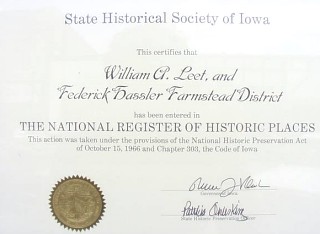 State Historical Society of Iowa
This certifies that
William A. Leet, and
Federick Hassler Farmstead District
has been entered in
THE NATIONAL REGISTER OF HISTORIC PLACES
This action was taken under the provisions of the National Historic Preservation Act
of October 15, 1966 and Chapter 303, the Code of Iowa
State Historic Preservation Officer